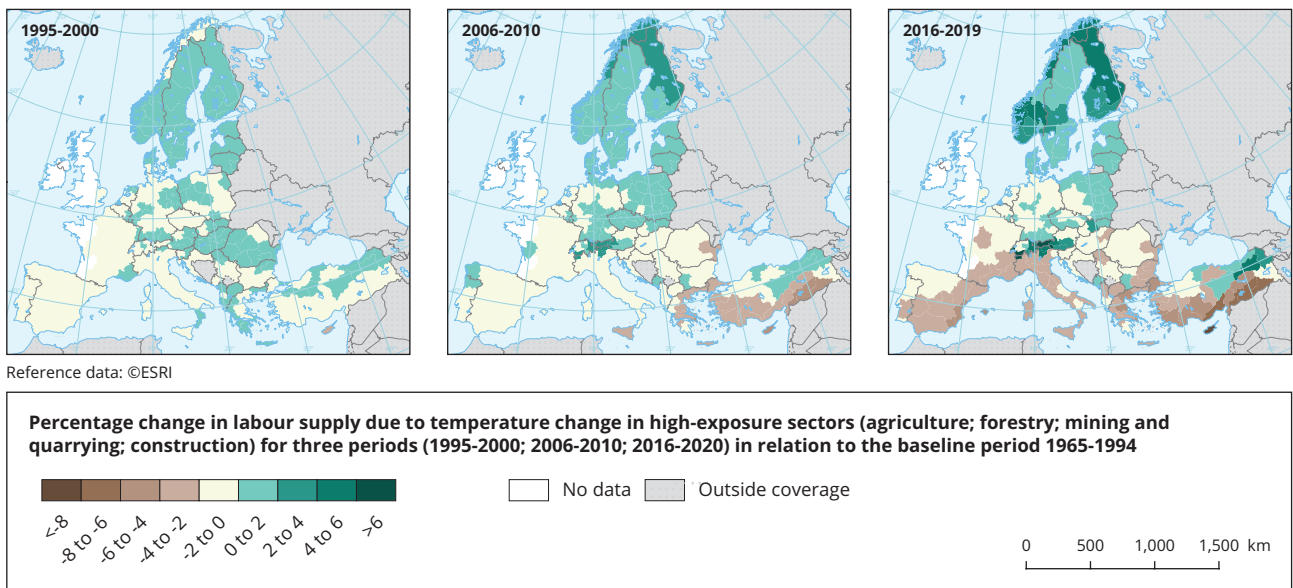 1995-2000
2006-2010
2016-2019
Reference data: ©ESRI
Percentage change in labour supply due to temperature change in high-exposure sectors (agriculture; forestry; mining and
quarrying; construction) for three periods (1995-2000; 2006-2010; 2016-2020) in relation to the baseline period 1965-1994
<-8
-8 to -6
-6 to -4
-4 to -2
-2 to 0
0 to 2
2 to 4
4 to 6
>6
No data
Outside coverage
0 500 1,000 1,500 km